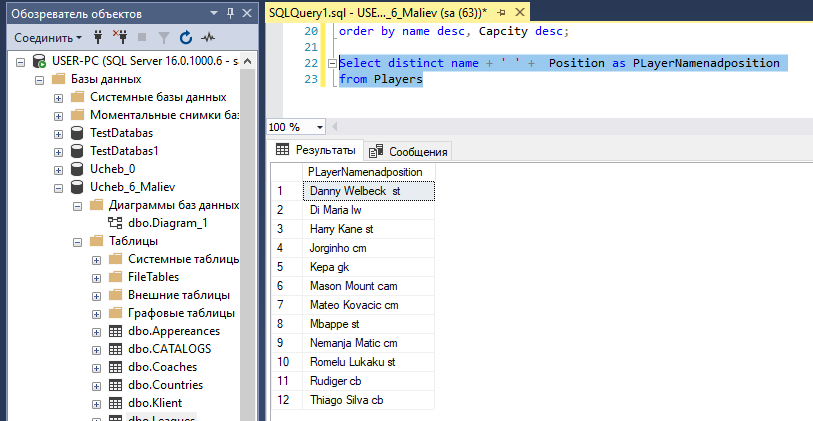 Обозреватель объектов
Соединить
USER-PC (SQL Server 16.0.1000.6 - s
Базы данных
Системные базы данных
Моментальные снимки баз
TestDatabas
TestDatabas1
Ucheb_0
Ucheb_6_Maliev
Диаграммы баз данных
dbo.Diagram_1
Таблицы
Системные таблицы
FileTables
Внешние таблицы
Графовые таблицы
dbo.Appereances
dbo.CATALOGS
dbo.Coaches
dbo.Countries
dbo.Klient
dbo.Leagues
SQLQuery1.sql - USE..._6_Maliev (sa (63))*
20 order by name desc, Capcity desc;
21
22 Select distinct name + ' ' + Position as PLayerNamenadposition
23 from Players
100 %
Результаты Сообщения
PLayerNamenadposition
1 Danny Welbeck  st
2 Di Maria lw
3 Harry Kane st
4 Jorginho cm
5 Kepa gk
6 Mason Mount cam
7 Mateo Kovacic cm
8 Mbappe st
9 Nemanja Matic cm
10 Romelu Lukaku st
11 Rudiger cb
12 Thiago Silva cb